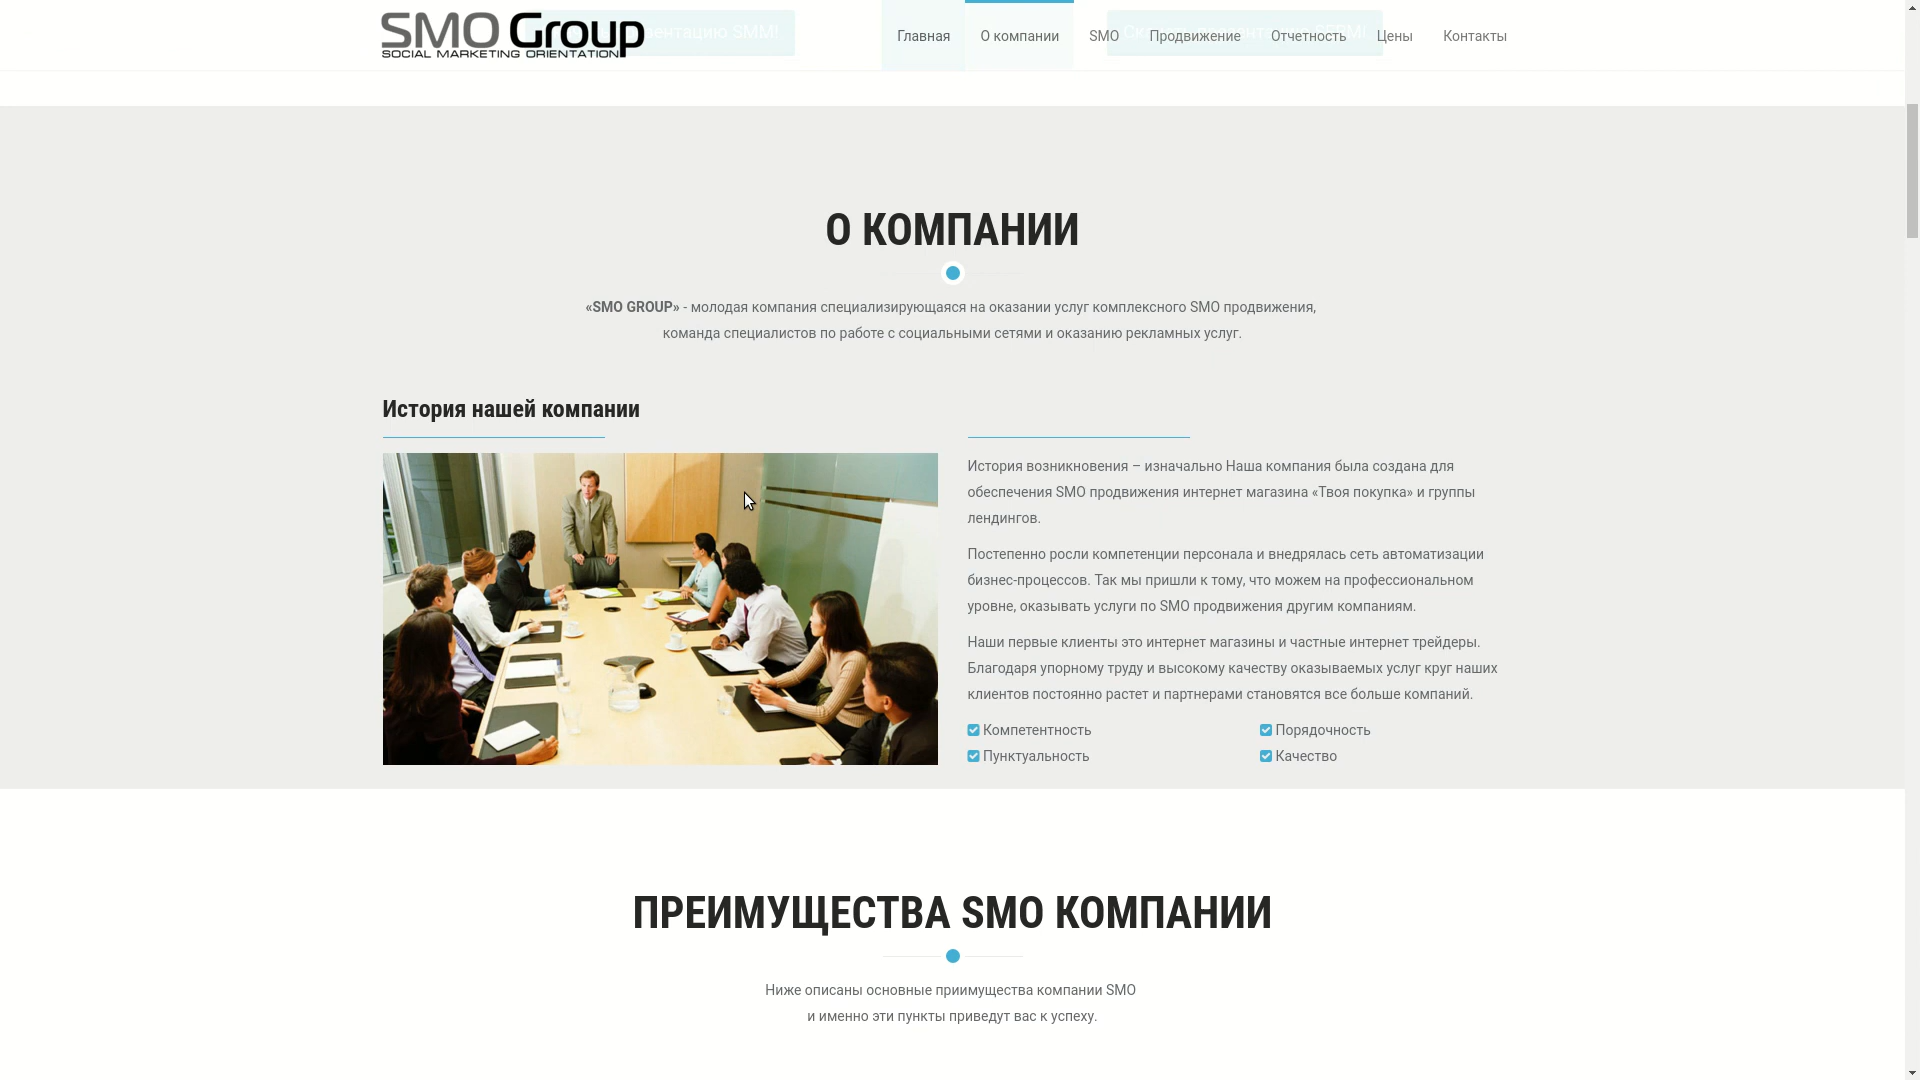 SMO Group
SOCIAL MARKETING ORIENTATION
Главная
О компании
SMO
Продвижение
Отчетность
Цены
Контакты
О КОМПАНИИ
«SMO GROUP» - молодая компания специализирующаяся на оказании услуг комплексного SMO продвижения,
команда специалистов по работе с социальными сетями и оказанию рекламных услуг.
История нашей компании
История возникновения – изначально Наша компания была создана для
обеспечения SMO продвижения интернет магазина «Твоя покупка» и группы
лендингов.
Постепенно росли компетенции персонала и внедрялась сеть автоматизации
бизнес-процессов. Так мы пришли к тому, что можем на профессиональном
уровне, оказывать услуги по SMO продвижения другим компаниям.
Наши первые клиенты это интернет магазины и частные интернет трейдеры.
Благодаря упорному труду и высокому качеству оказываемых услуг круг наших
клиентов постоянно растет и партнерами становятся все больше компаний.
Компетентность
Порядочность
Пунктуальность
Качество
ПРЕИМУЩЕСТВА SMO КОМПАНИИ
Ниже описаны основные приимущества компании SMO
и именно эти пункты приведут вас к успеху.